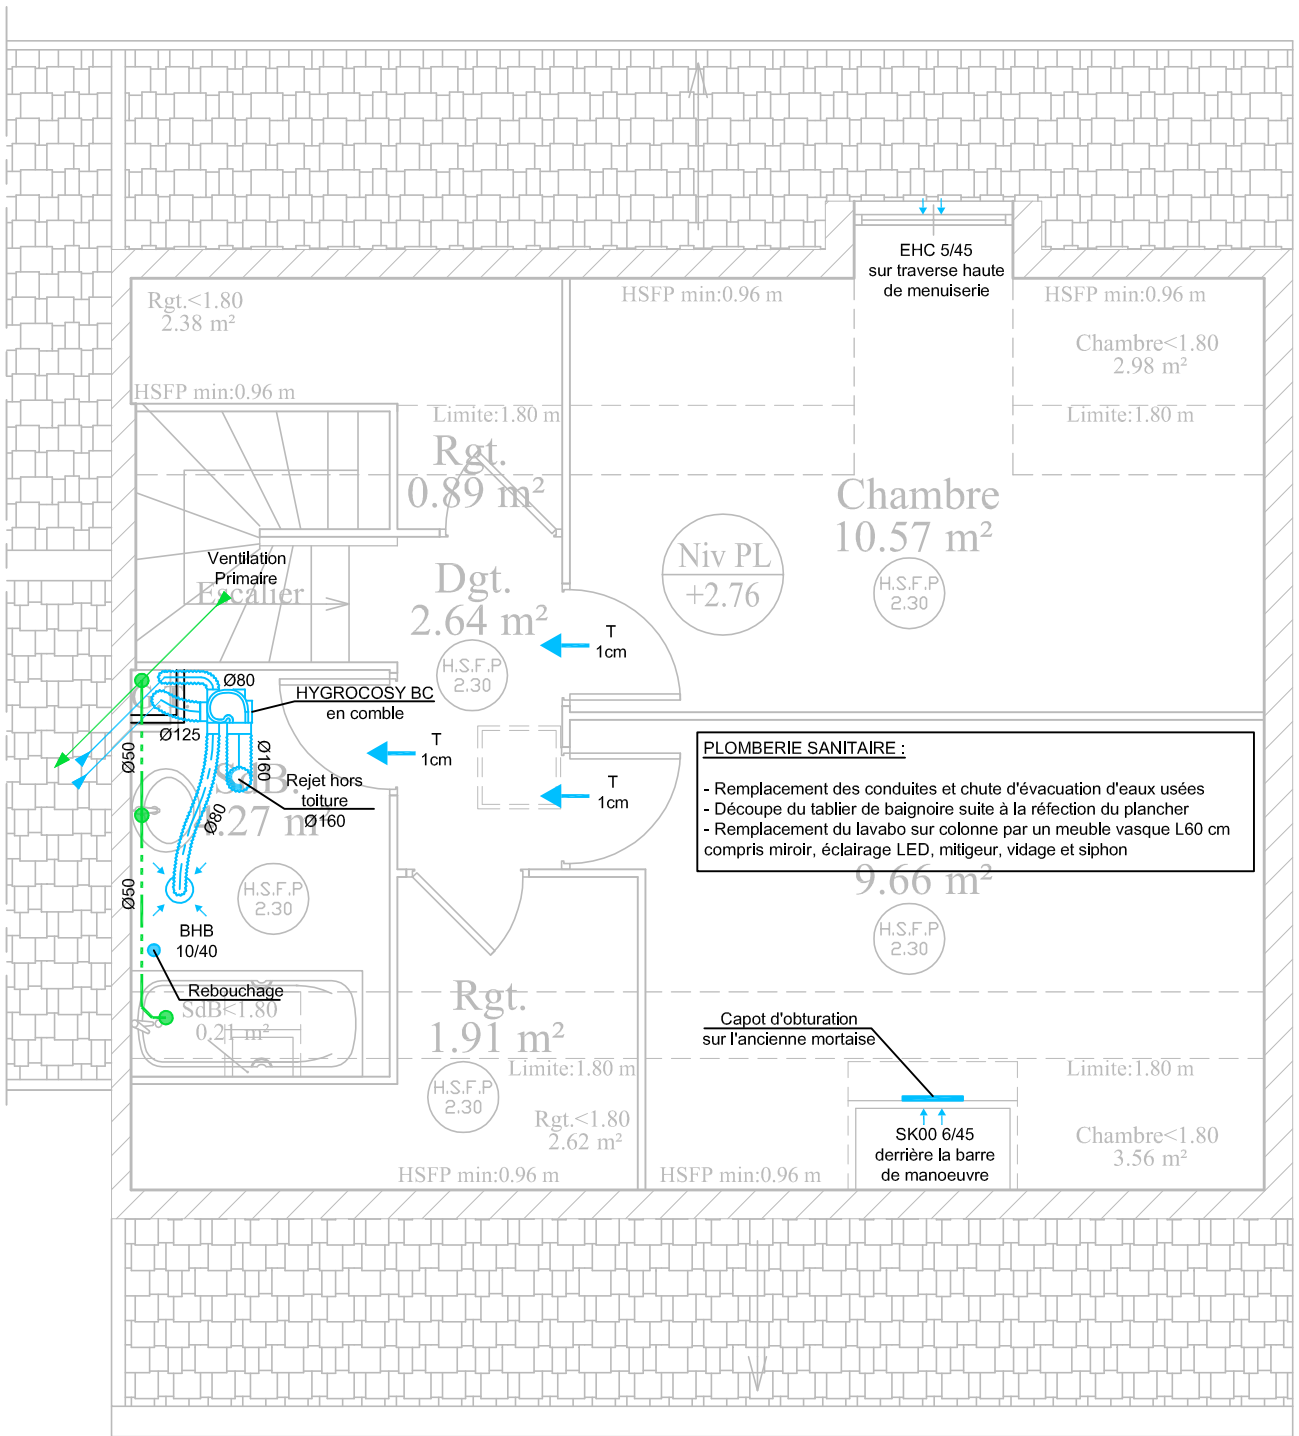 EHC 5/45
sur traverse haute
de menuiserie
Rgt.<1.80
2.38 m²
HSFP min:0.96 m
HSFP min:0.96 m
Chambre<1.80
2.98 m²
HSFP min:0.96 m
Limite:1.80 m
Limite:1.80 m
Rgt.
0.89 m²
Chambre
10.57 m²
Niv PL
+2.76
H.S.F.P
2.30
Ventilation
Primaire
Escalier
Dgt.
2.64 m²
H.S.F.P
2.30
T
1cm
Ø80
HYGROCOSY BC
en comble
Ø125
Ø50
Ø160
T
1cm
Rejet hors
toiture
Ø160
SdB.
4.27 m²
Ø80
T
1cm
PLOMBERIE SANITAIRE :
- Remplacement des conduites et chute d'évacuation d'eaux usées
- Découpe du tablier de baignoire suite à la réfection du plancher
- Remplacement du lavabo sur colonne par un meuble vasque L60 cm
compris miroir, éclairage LED, mitigeur, vidage et siphon
9.66 m²
H.S.F.P
2.30
Ø50
H.S.F.P
2.30
BHB
10/40
Rebouchage
SdB<1.80
0.21 m²
Rgt.
1.91 m²
Capot d'obturation
sur l'ancienne mortaise
Limite:1.80 m
Limite:1.80 m
H.S.F.P
2.30
Rgt.<1.80
2.62 m²
SK00 6/45
derrière la barre
de manoeuvre
Chambre<1.80
3.56 m²
HSFP min:0.96 m
HSFP min:0.96 m